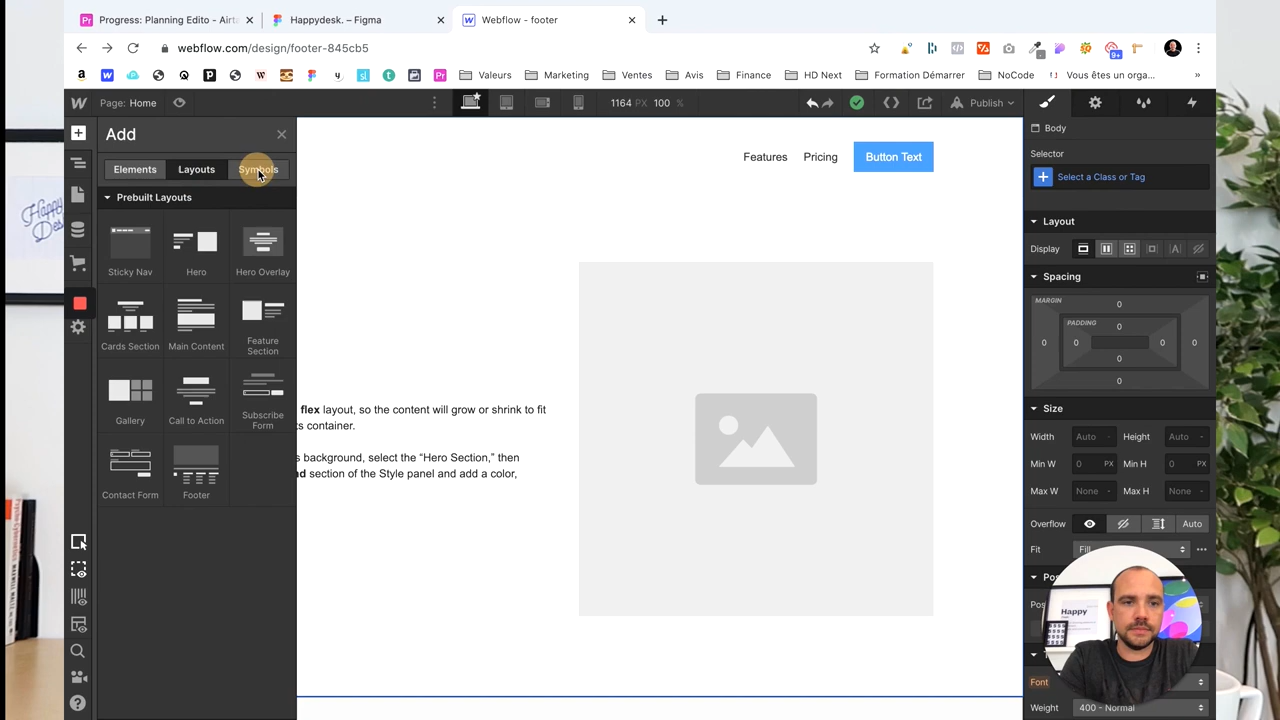 Progress: Planning Edito - Airt
Happydesk. – Figma
Webflow - footer
webflow.com/design/footer-845cb5
9+
Valeurs
Marketing
Ventes
Avis
Finance
HD Next
Formation Démarrer
NoCode
Vous êtes un orga...
»
Page: Home
1164 PX 100 %
Publish
Add
Elements
Layouts
Symbols
Prebuilt Layouts
Sticky Nav
Hero
Hero Overlay
Cards Section
Main Content
Feature
Section
Gallery
Call to Action
Subscribe
Form
Contact Form
Footer
Features
Pricing
Button Text
flex layout, so the content will grow or shrink to fit
s container.
s background, select the “Hero Section,” then
nd section of the Style panel and add a color,
Body
Selector
Select a Class or Tag
Layout
Display
Spacing
MARGIN
0
PADDING
0
0
0
0
0
0
0
Size
Width
Auto -
Height
Auto -
Min W
0 PX
Min H
0 PX
Max W
None -
Max H
None -
Overflow
Auto
Fit
Fill
Pos
Pos
Happy
Font
Weight
400 - Normal
Happy
Des